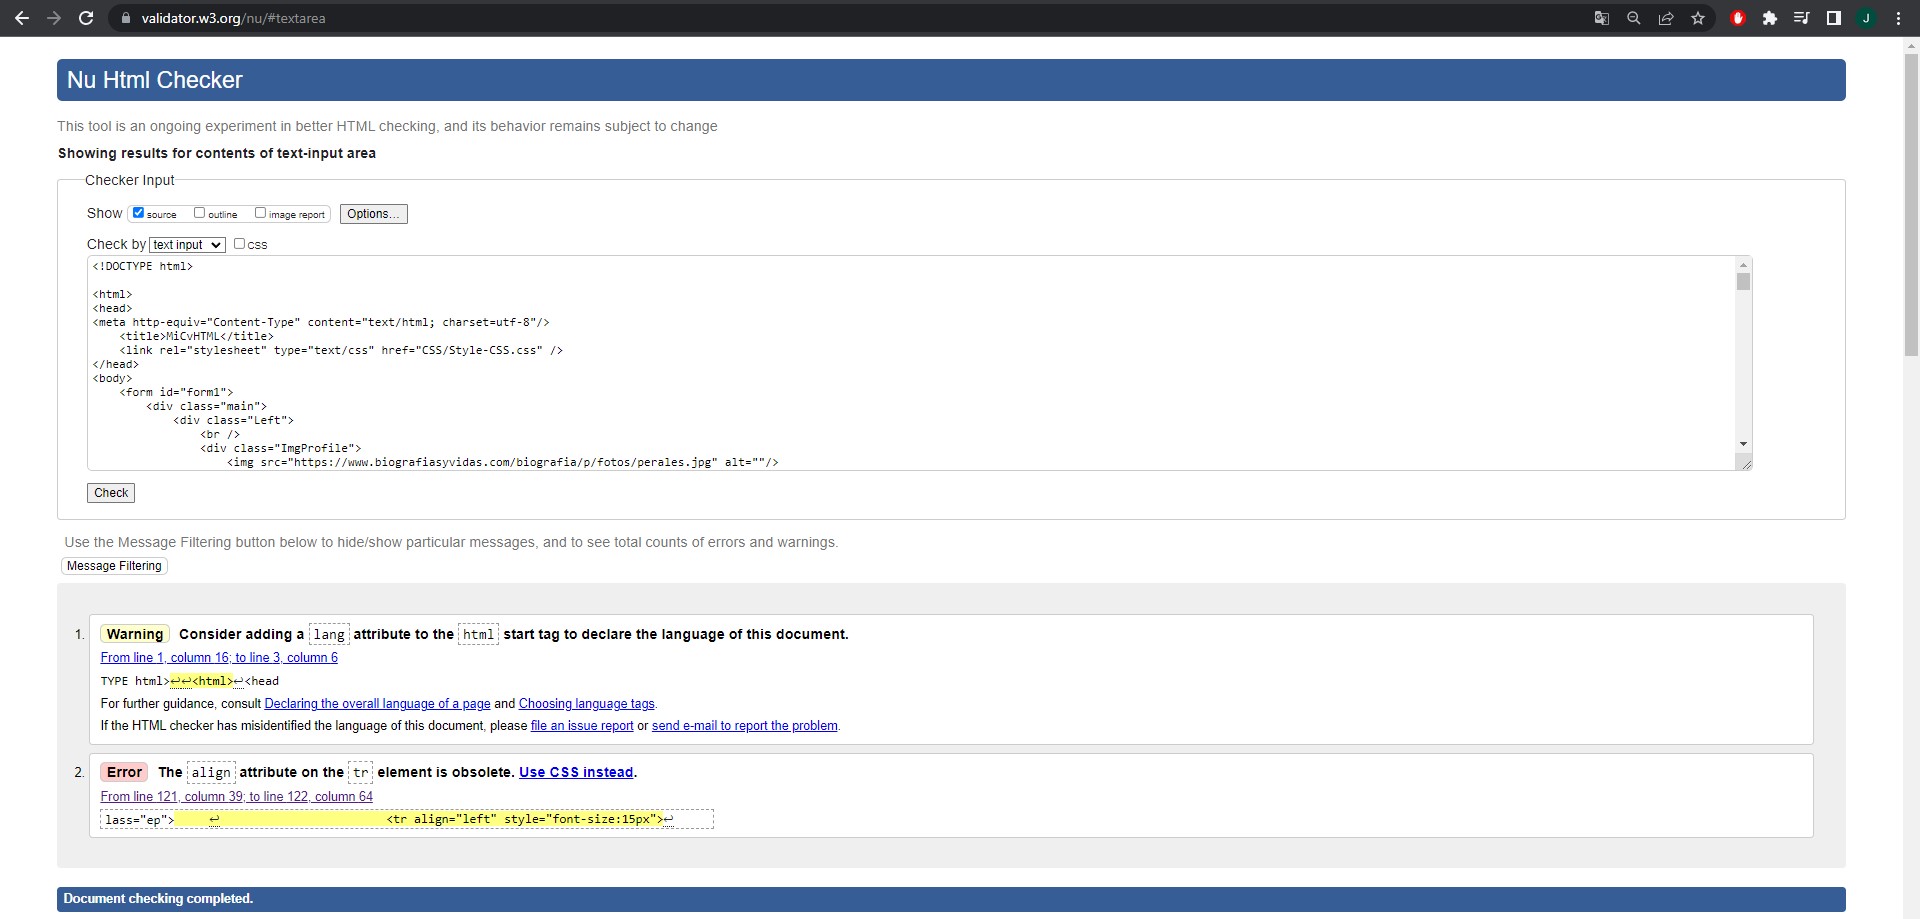 validator.w3.org/nu/#textarea
J
Nu Html Checker
This tool is an ongoing experiment in better HTML checking, and its behavior remains subject to change
Showing results for contents of text-input area
Checker Input
Show source outline image report Options...
Check by text input css
<!DOCTYPE html>
<html>
<head>
<meta http-equiv="Content-Type" content="text/html; charset=utf-8"/>
<title>MiCvHTML</title>
<link rel="stylesheet" type="text/css" href="CSS/Style-CSS.css" />
</head>
<body>
<form id="form1">
<div class="main">
<div class="Left">
<br />
<div class="ImgProfile">
<img src="https://www.biografiasyvidas.com/biografia/p/fotos/perales.jpg" alt=""/>
Check
Use the Message Filtering button below to hide/show particular messages, and to see total counts of errors and warnings.
Message Filtering
1. Warning Consider adding a lang attribute to the html start tag to declare the language of this document.
From line 1, column 16; to line 3, column 6
TYPE html>↩↩<html>↩<head
For further guidance, consult Declaring the overall language of a page and Choosing language tags.
If the HTML checker has misidentified the language of this document, please file an issue report or send e-mail to report the problem.
2. Error The align attribute on the tr element is obsolete. Use CSS instead.
From line 121, column 39; to line 122, column 64
lass="ep"> ↩ <tr align="left" style="font-size:15px">↩
Document checking completed.